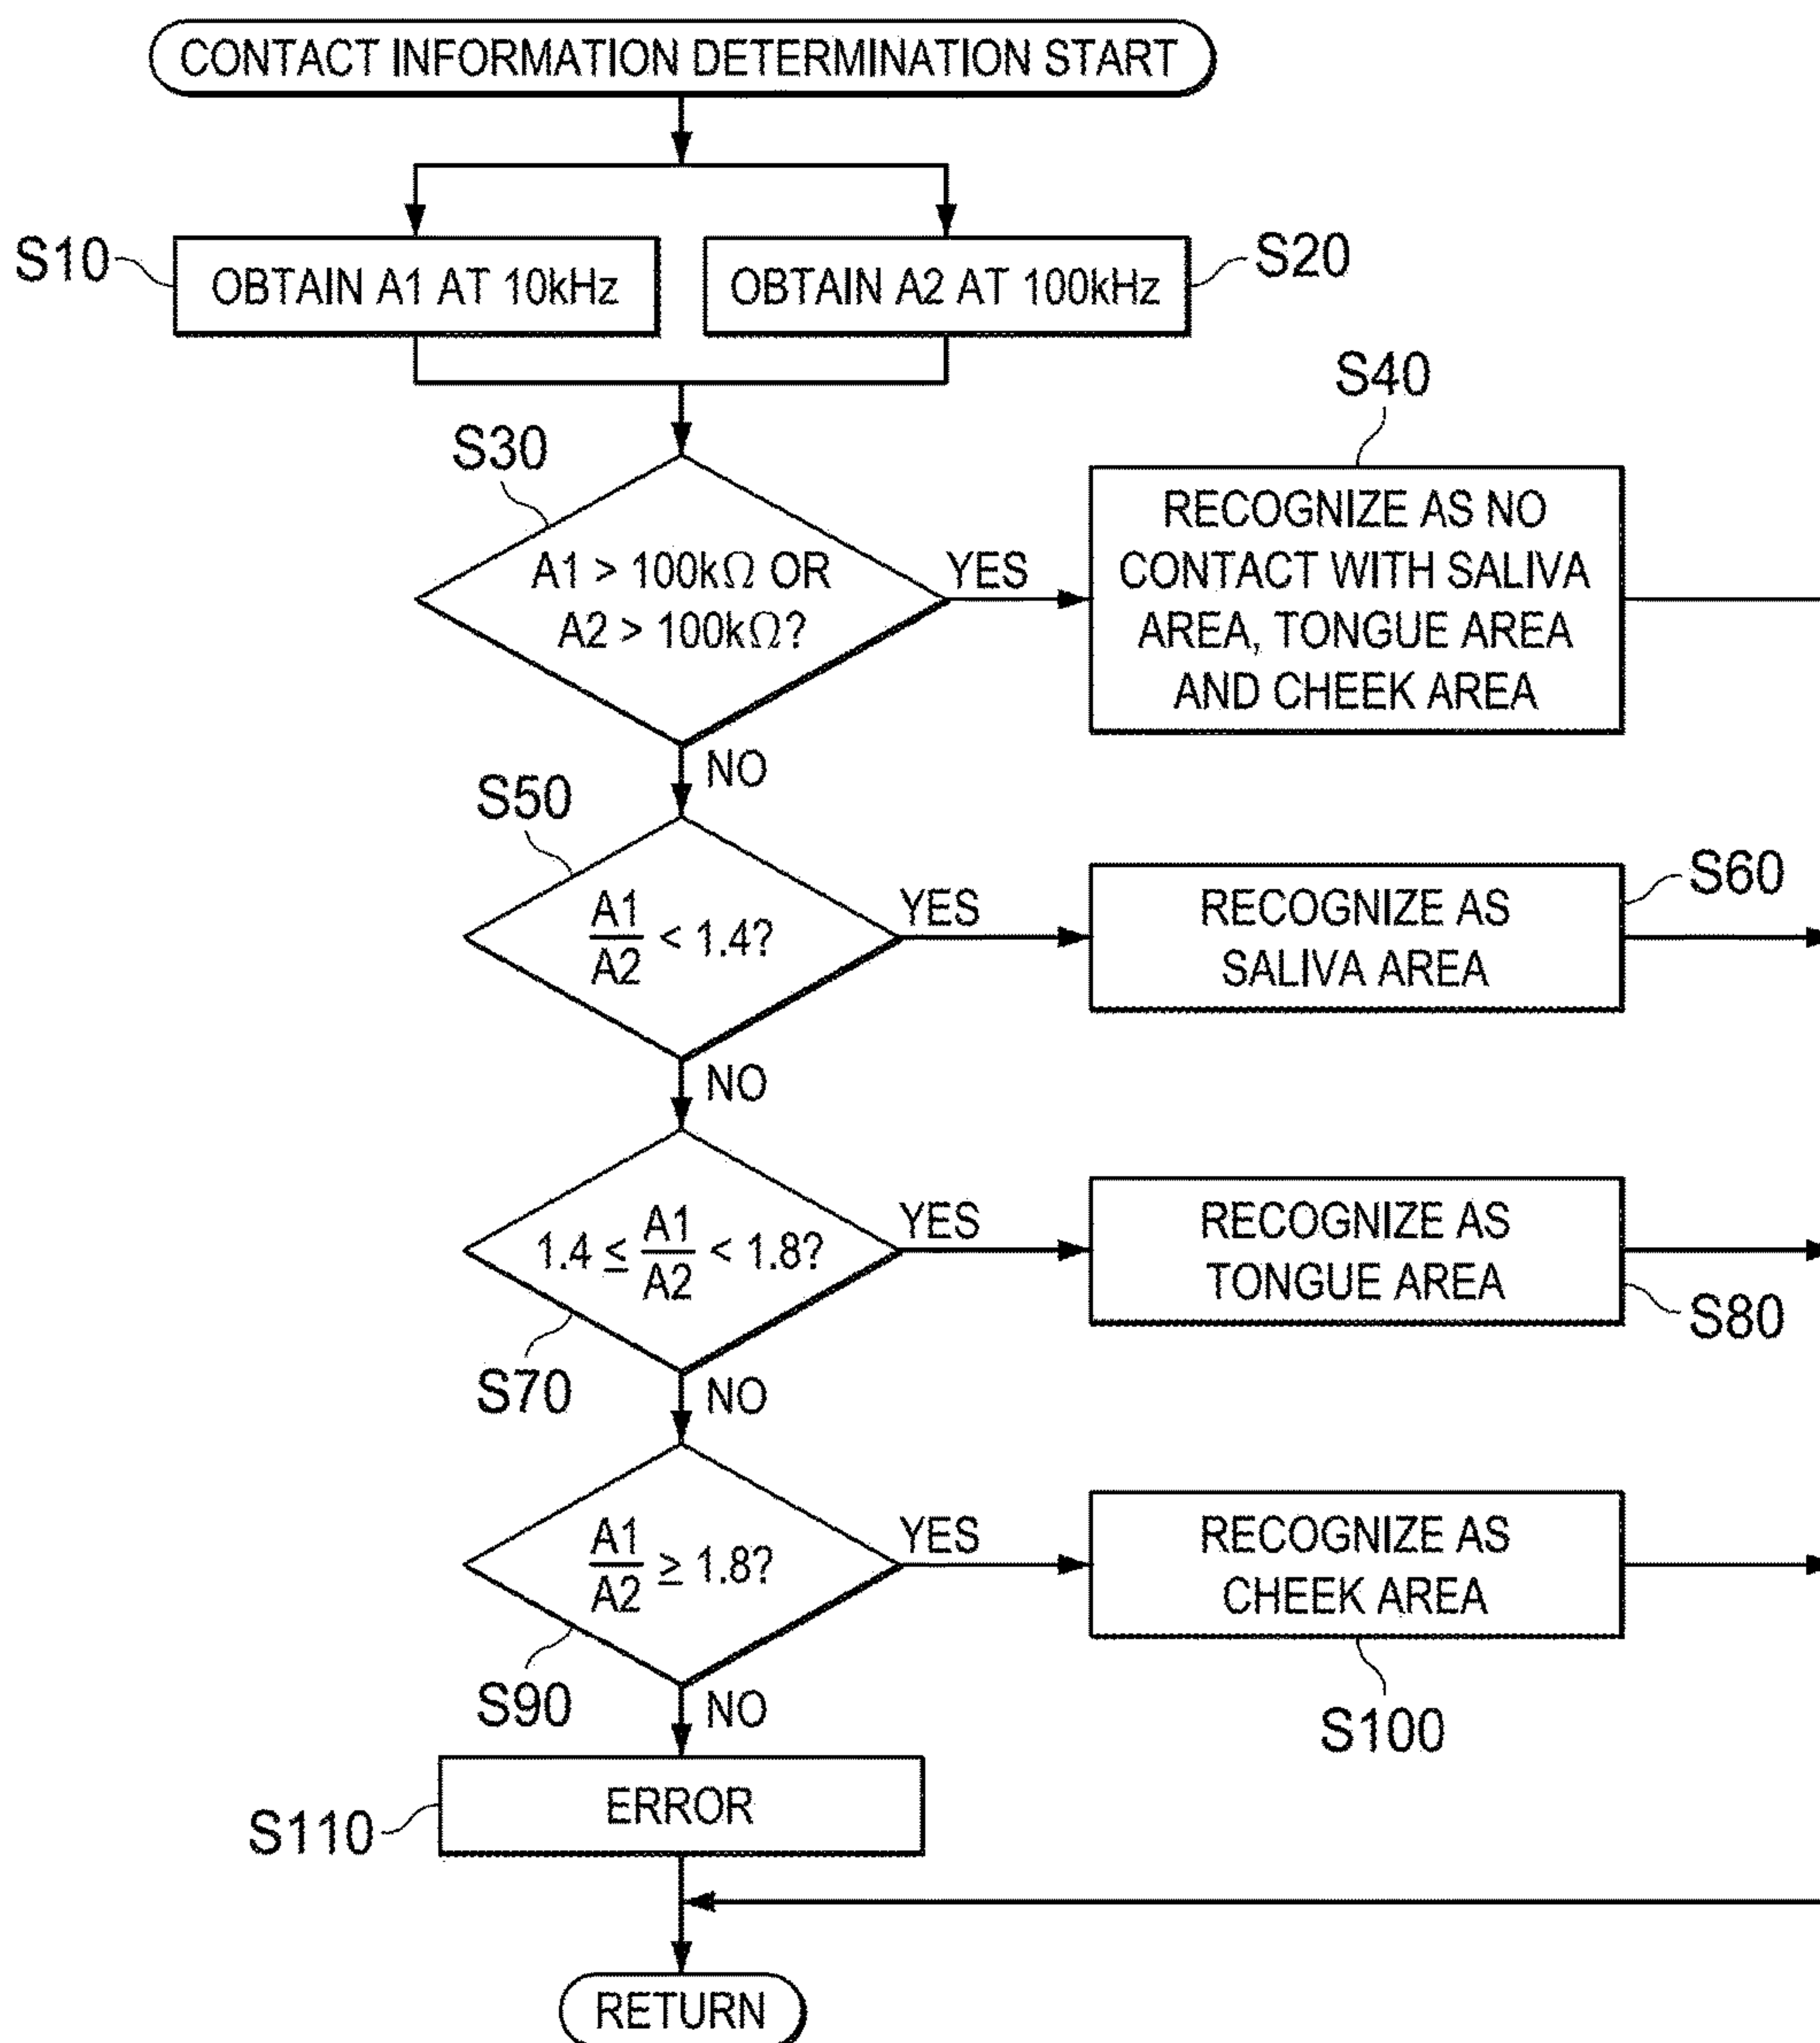 CONTACT INFORMATION DETERMINATION START
S10
OBTAIN A1 AT 10kHz
OBTAIN A2 AT 100kHz
S20
S30
A1 > 100kΩ OR
A2 > 100kΩ?
YES
NO
S40
RECOGNIZE AS NO
CONTACT WITH SALIVA
AREA, TONGUE AREA
AND CHEEK AREA
S50
A1
A2
< 1.4?
YES
NO
RECOGNIZE AS
SALIVA AREA
S60
1.4 ≤
A1
A2
< 1.8?
S70
YES
NO
RECOGNIZE AS
TONGUE AREA
S80
A1
A2
≥ 1.8?
S90
YES
NO
RECOGNIZE AS
CHEEK AREA
S100
ERROR
S110
RETURN